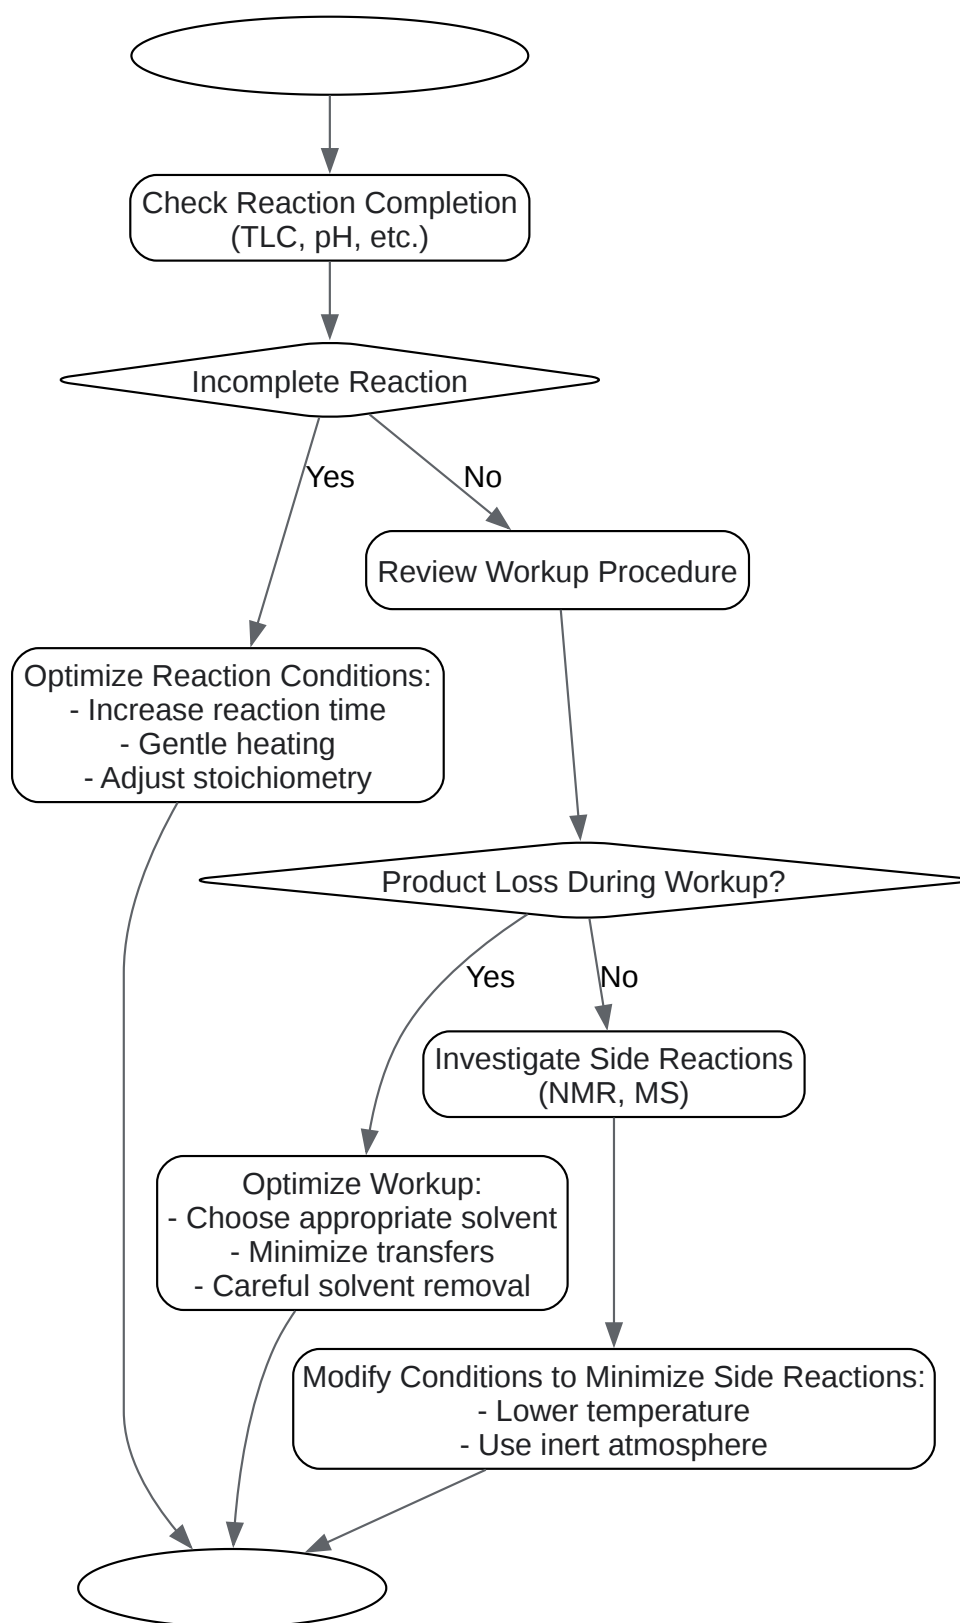 Check Reaction Completion
(TLC, pH, etc.)
Incomplete Reaction
Yes
No
Review Workup Procedure
Optimize Reaction Conditions:
- Increase reaction time
- Gentle heating
- Adjust stoichiometry
Product Loss During Workup?
Yes
No
Investigate Side Reactions
(NMR, MS)
Optimize Workup:
- Choose appropriate solvent
- Minimize transfers
- Careful solvent removal
Modify Conditions to Minimize Side Reactions:
- Lower temperature
- Use inert atmosphere